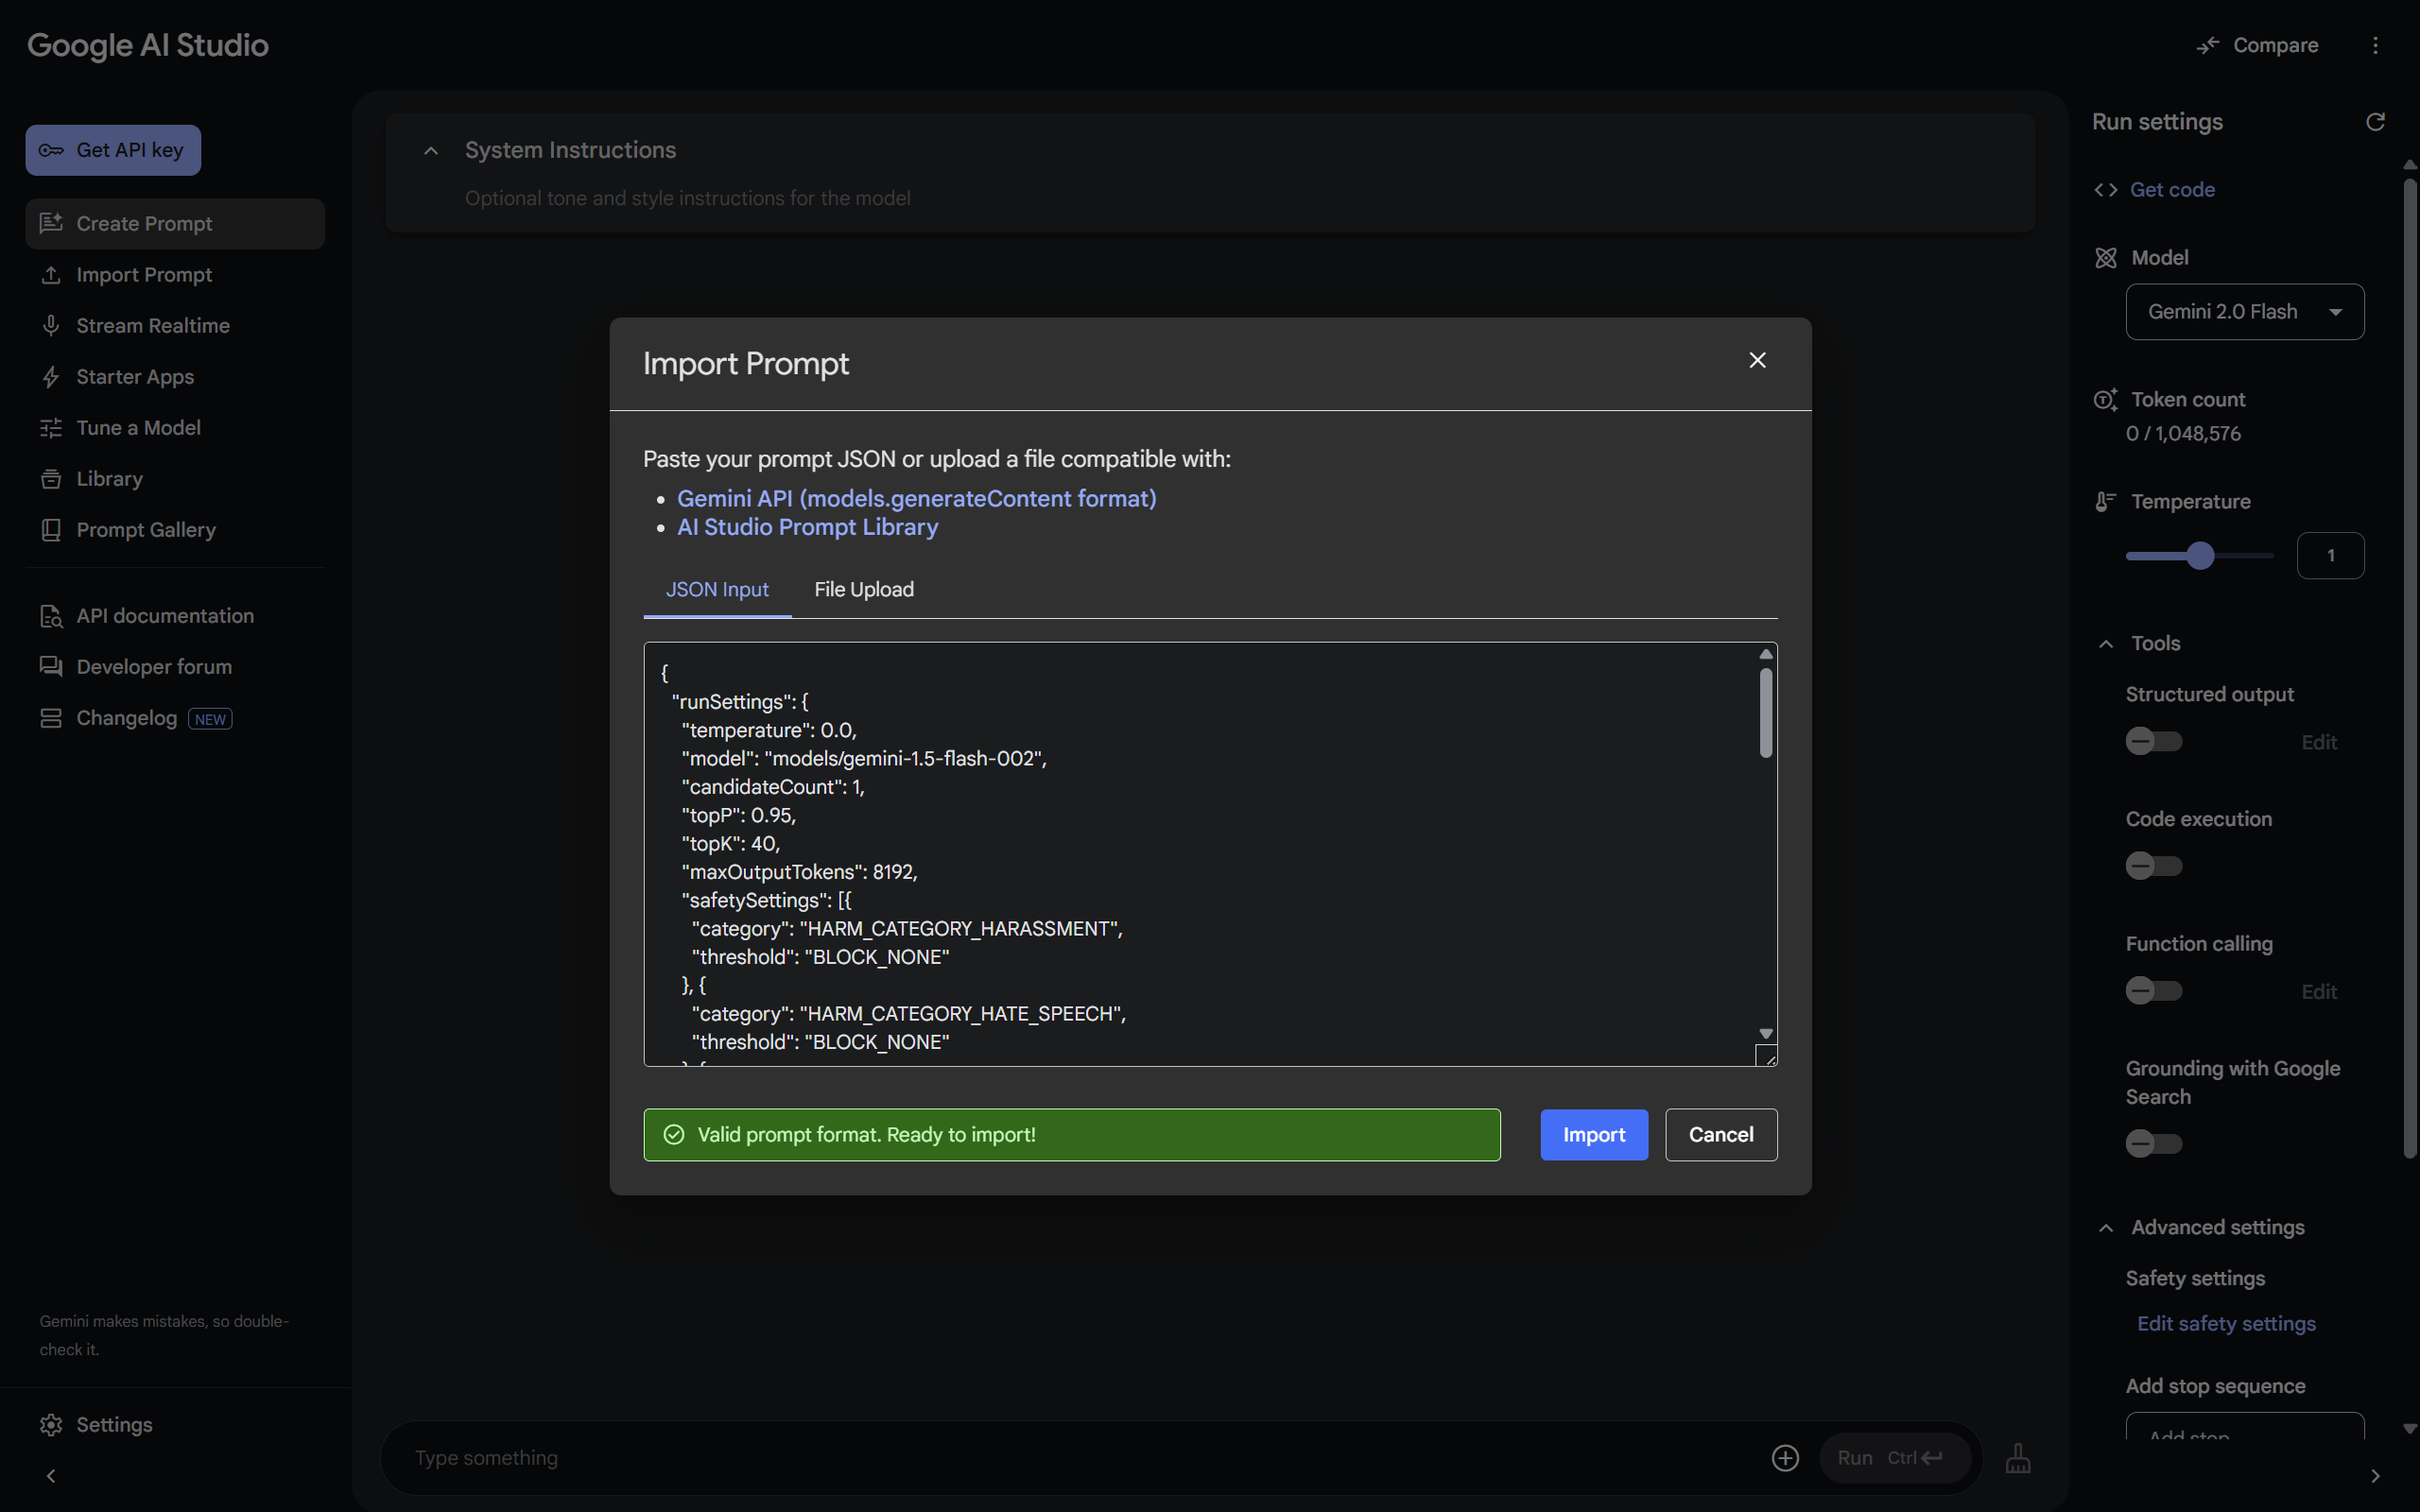 Google AI Studio
Compare
Get API key
Create Prompt
Import Prompt
Stream Realtime
Starter Apps
Tune a Model
Library
Prompt Gallery
API documentation
Developer forum
Changelog NEW
Gemini makes mistakes, so double-
check it.
Settings
System Instructions
Optional tone and style instructions for the model
Import Prompt
Paste your prompt JSON or upload a file compatible with:
• Gemini API (models.generateContent format)
• AI Studio Prompt Library
JSON Input File Upload
{
"runSettings": {
"temperature": 0.0,
"model": "models/gemini-1.5-flash-002",
"candidateCount": 1,
"topP": 0.95,
"topK": 40,
"maxOutputTokens": 8192,
"safetySettings": [{
"category": "HARM_CATEGORY_HARASSMENT",
"threshold": "BLOCK_NONE"
}, {
"category": "HARM_CATEGORY_HATE_SPEECH",
"threshold": "BLOCK_NONE"
Valid prompt format. Ready to import!
Import Cancel
Type something
Run Ctrl
Run settings
Get code
Model
Gemini 2.0 Flash
Token count
0 / 1,048,576
Temperature
1
Tools
Structured output
Edit
Code execution
Function calling
Edit
Grounding with Google
Search
Advanced settings
Safety settings
Edit safety settings
Add stop sequence
Add stop